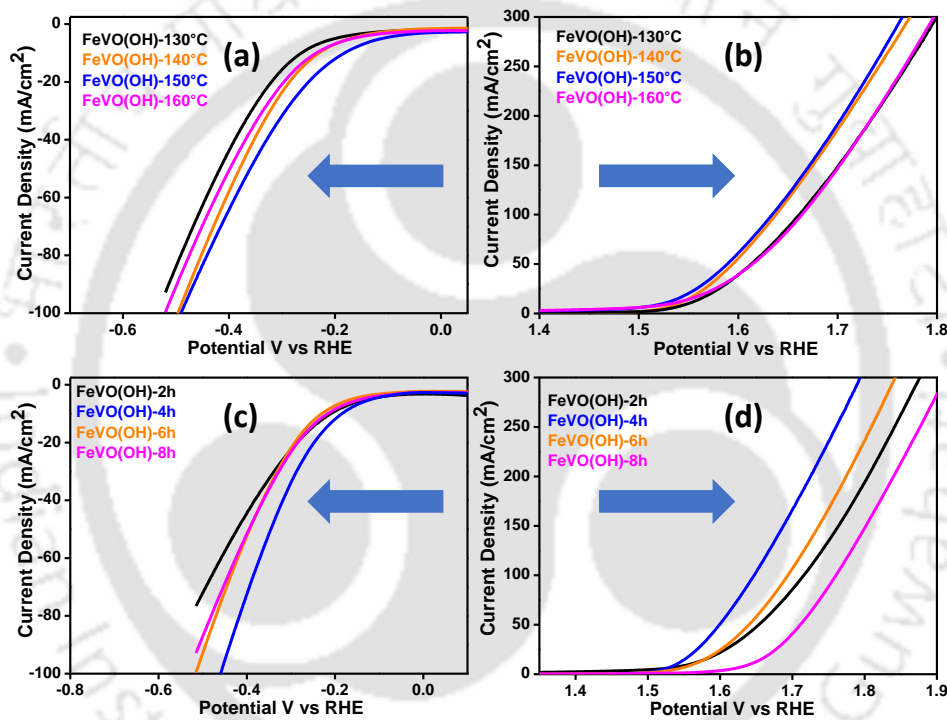 (a)
FeVO(OH)-130°C
FeVO(OH)-140°C
FeVO(OH)-150°C
FeVO(OH)-160°C
0
-20
-40
-60
-80
-100
Current Density (mA/cm²)
-0.6
-0.4
-0.2
0.0
Potential V vs RHE
(b)
FeVO(OH)-130°C
FeVO(OH)-140°C
FeVO(OH)-150°C
FeVO(OH)-160°C
300
250
200
150
100
50
0
Current Density (mA/cm²)
1.4
1.5
1.6
1.7
1.8
Potential V vs RHE
(c)
FeVO(OH)-2h
FeVO(OH)-4h
FeVO(OH)-6h
FeVO(OH)-8h
0
-20
-40
-60
-80
-100
Current Density (mA/cm²)
-0.8
-0.6
-0.4
-0.2
0.0
Potential V vs RHE
(d)
FeVO(OH)-2h
FeVO(OH)-4h
FeVO(OH)-6h
FeVO(OH)-8h
300
250
200
150
100
50
0
Current Density (mA/cm²)
1.4
1.5
1.6
1.7
1.8
1.9
Potential V vs RHE